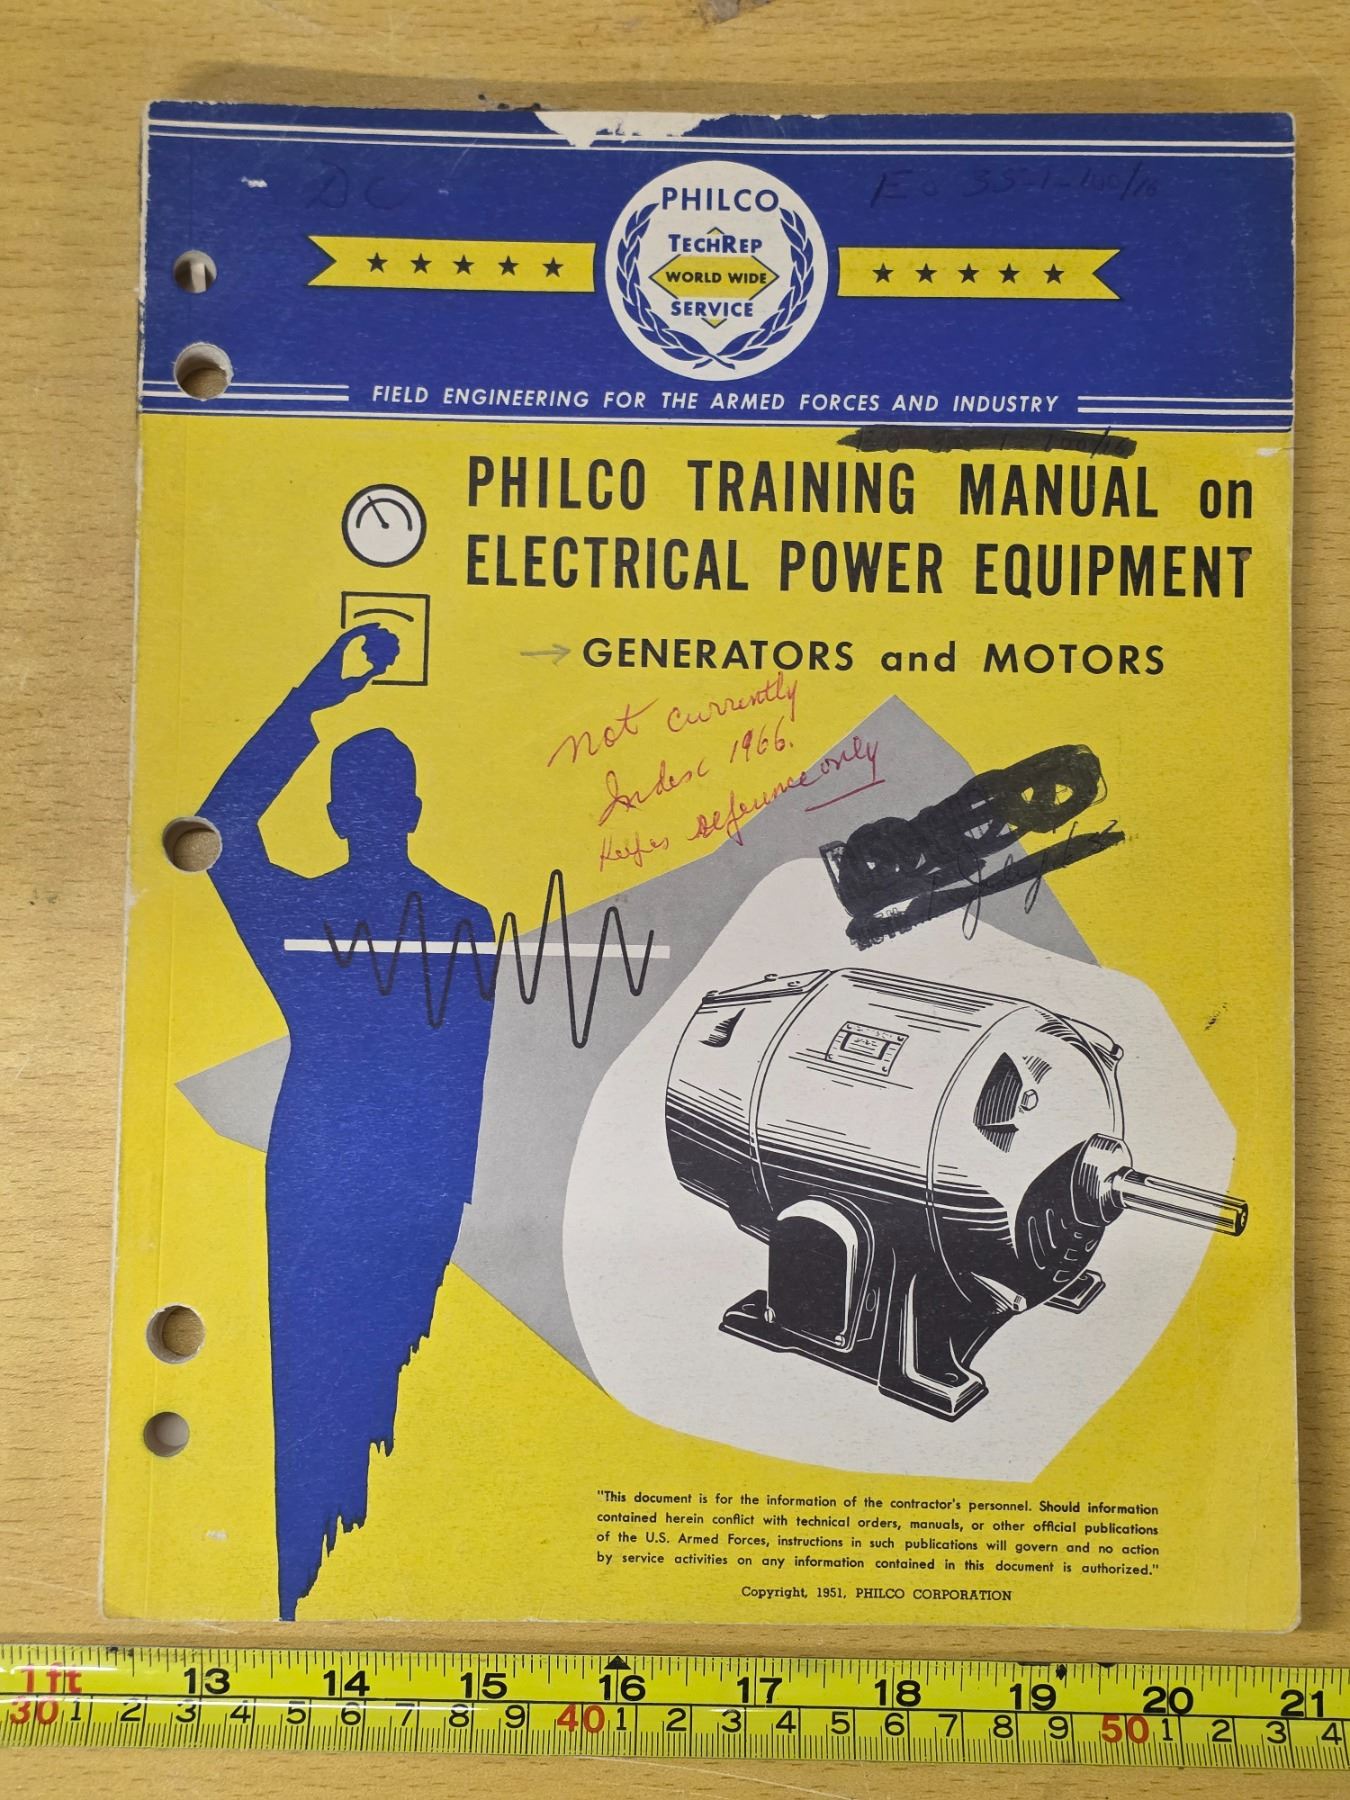 DC
EO 35-1-100/16
PHILCO
TECHREP
WORLD WIDE
SERVICE
FIELD ENGINEERING FOR THE ARMED FORCES AND INDUSTRY
PHILCO TRAINING MANUAL on
ELECTRICAL POWER EQUIPMENT
→ GENERATORS and MOTORS
not currently
1966.
reference only
July
"This document is for the information of the contractor's personnel. Should information
contained herein conflict with technical orders, manuals, or other official publications
of the U.S. Armed Forces, instructions in such publications will govern and no action
by service activities on any information contained in this document is authorized."
Copyright, 1951, PHILCO CORPORATION
1ft 13 14 15 16 17 18 19 20 21
30 1 2 3 4 5 6 7 8 9 40 1 2 3 4 5 6 7 8 9 50 1 2 3 4